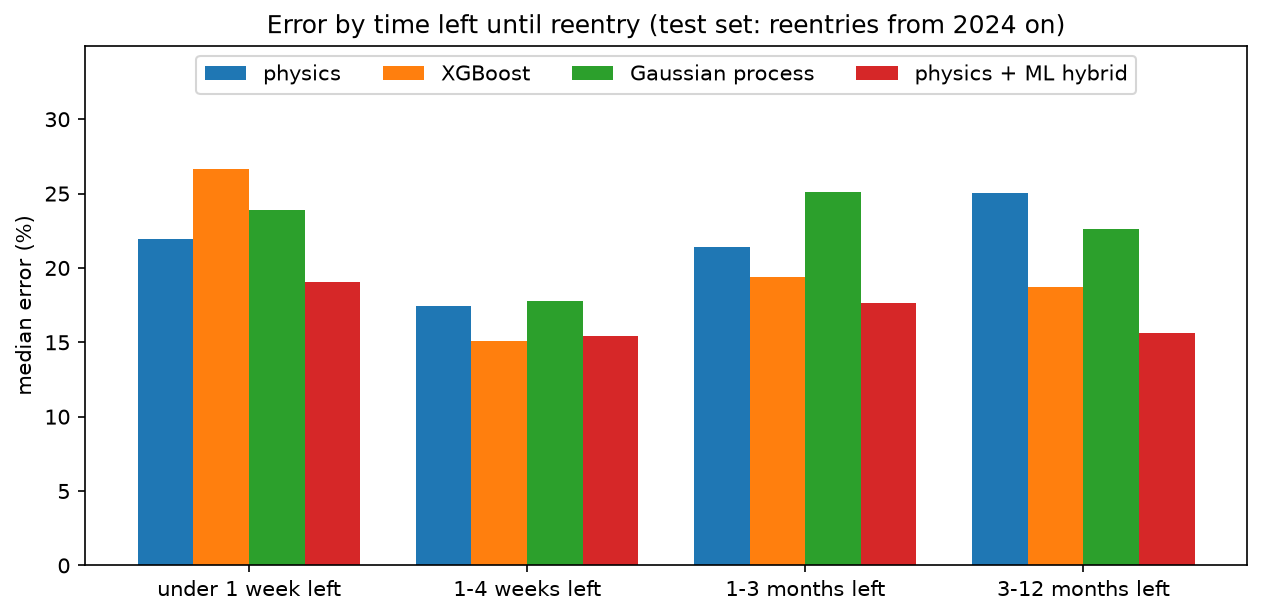 Error by time left until reentry (test set: reentries from 2024 on)
physics XGBoost Gaussian process physics + ML hybrid
median error (%)
30
25
20
15
10
5
0
under 1 week left 1-4 weeks left 1-3 months left 3-12 months left